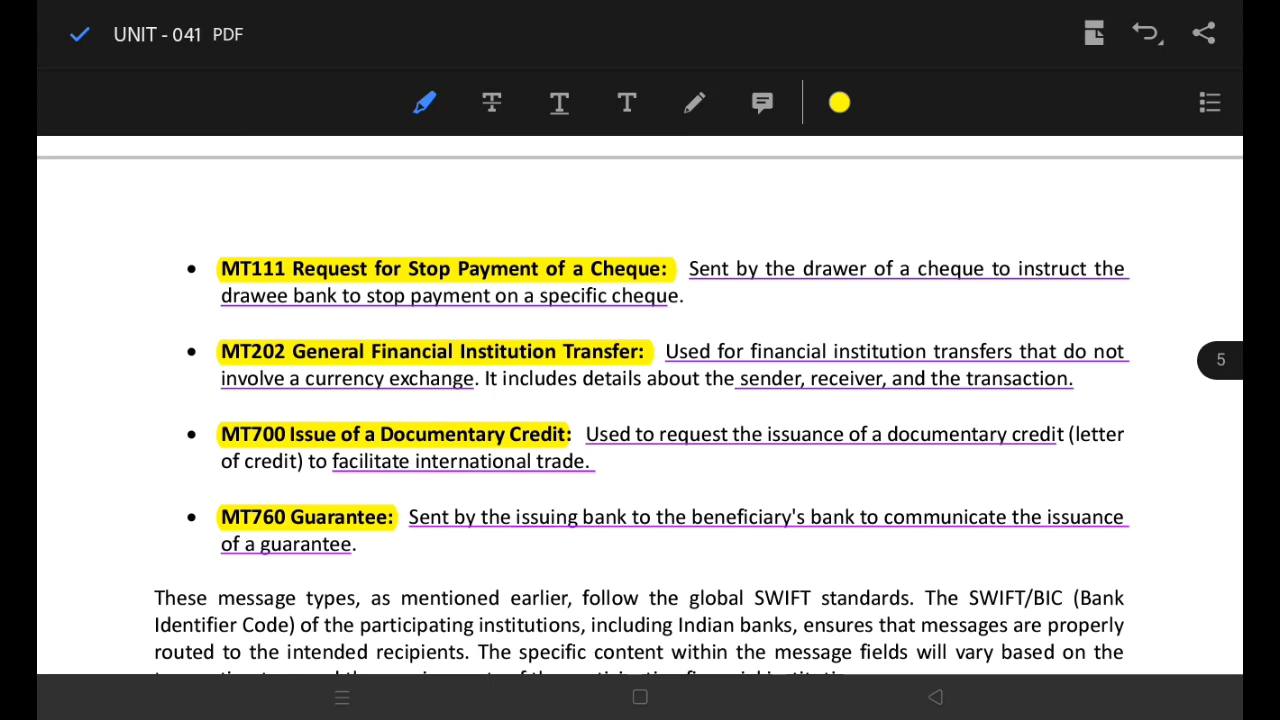 UNIT - 041 PDF
• MT111 Request for Stop Payment of a Cheque: Sent by the drawer of a cheque to instruct the
drawee bank to stop payment on a specific cheque.
• MT202 General Financial Institution Transfer: Used for financial institution transfers that do not
involve a currency exchange. It includes details about the sender, receiver, and the transaction.
5
• MT700 Issue of a Documentary Credit: Used to request the issuance of a documentary credit (letter
of credit) to facilitate international trade.
• MT760 Guarantee: Sent by the issuing bank to the beneficiary's bank to communicate the issuance
of a guarantee.
These message types, as mentioned earlier, follow the global SWIFT standards. The SWIFT/BIC (Bank
Identifier Code) of the participating institutions, including Indian banks, ensures that messages are properly
routed to the intended recipients. The specific content within the message fields will vary based on the